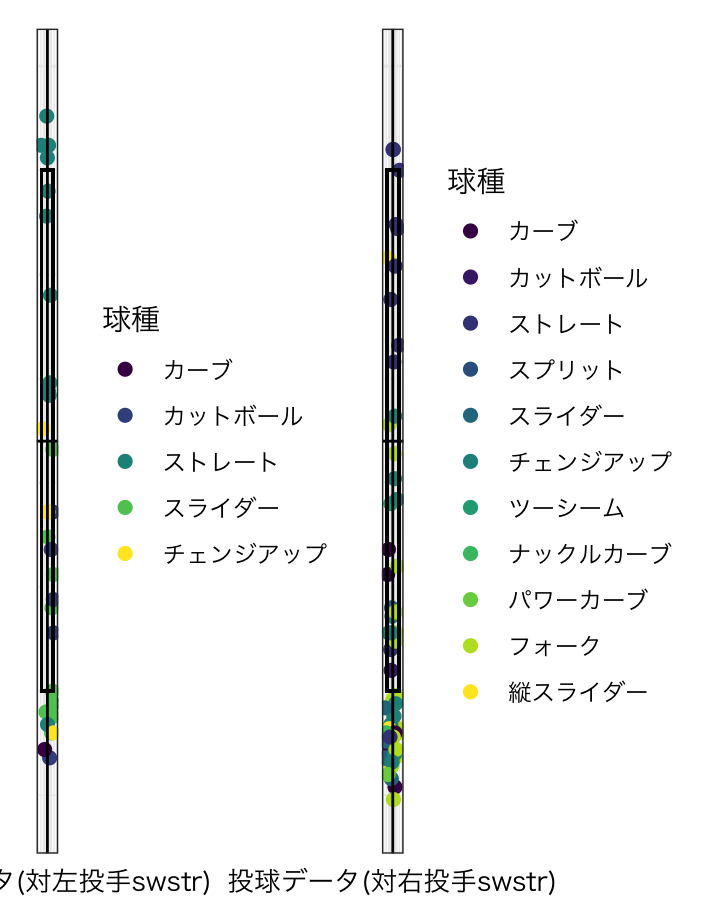 球種
カーブ
カットボール
ストレート
スライダー
チェンジアップ
球種
カーブ
カットボール
ストレート
スプリット
スライダー
チェンジアップ
ツーシーム
ナックルカーブ
パワーカーブ
フォーク
縦スライダー
タ(対左投手swstr)
投球データ(対右投手swstr)